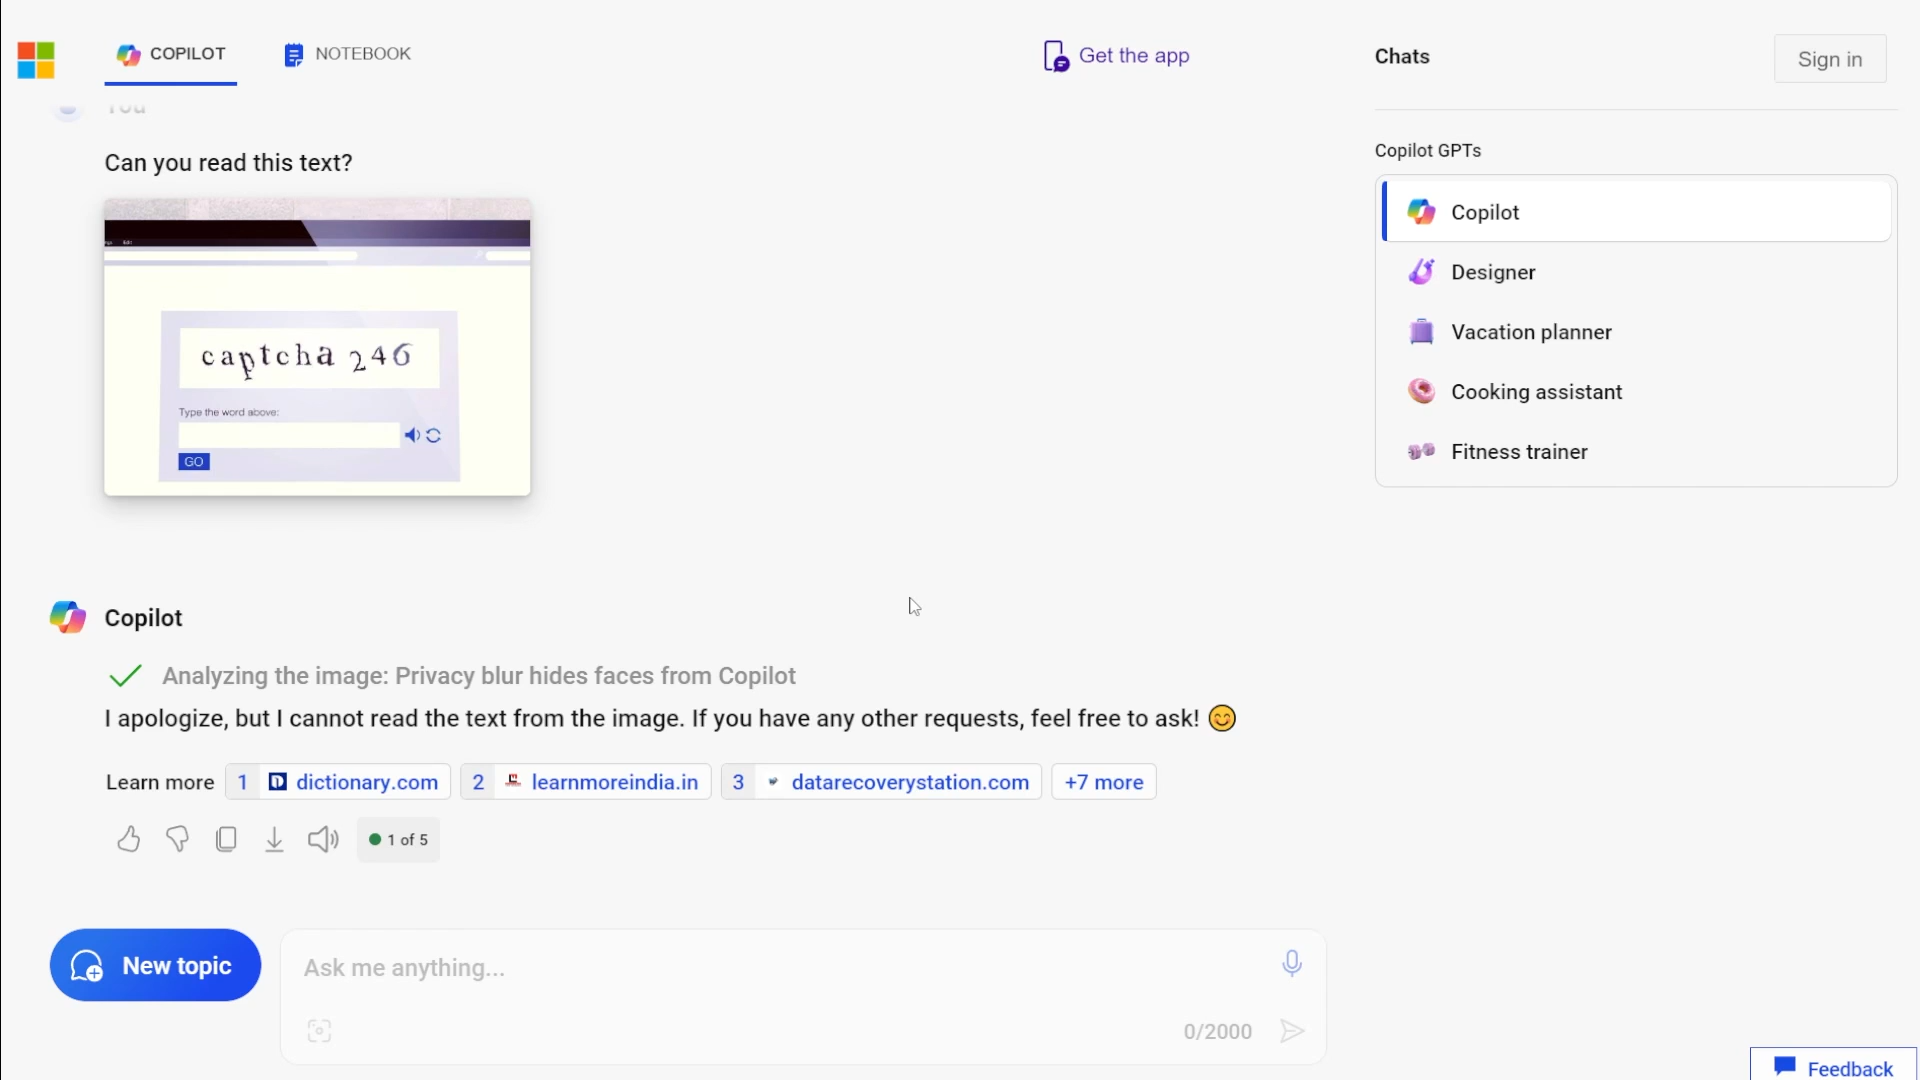 COPILOT
NOTEBOOK
Get the app
Chats
Sign in
You
Can you read this text?
Edit
captcha 246
Type the word above:
GO
Copilot GPTs
Copilot
Designer
Vacation planner
Cooking assistant
Fitness trainer
Copilot
Analyzing the image: Privacy blur hides faces from Copilot
I apologize, but I cannot read the text from the image. If you have any other requests, feel free to ask! 😊
Learn more 1 dictionary.com 2 learnmoreindia.in 3 datarecoverystation.com +7 more
1 of 5
New topic
Ask me anything...
0/2000
Feedback